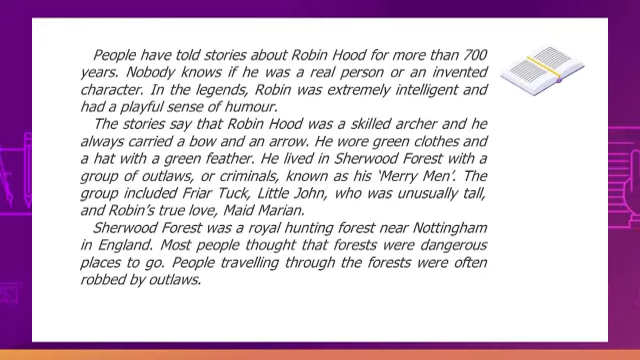 People have told stories about Robin Hood for more than 700
years. Nobody knows if he was a real person or an invented
character. In the legends, Robin was extremely intelligent and
had a playful sense of humour.
The stories say that Robin Hood was a skilled archer and he
always carried a bow and an arrow. He wore green clothes and
a hat with a green feather. He lived in Sherwood Forest with a
group of outlaws, or criminals, known as his ‘Merry Men’. The
group included Friar Tuck, Little John, who was unusually tall,
and Robin’s true love, Maid Marian.
Sherwood Forest was a royal hunting forest near Nottingham
in England. Most people thought that forests were dangerous
places to go. People travelling through the forests were often
robbed by outlaws.